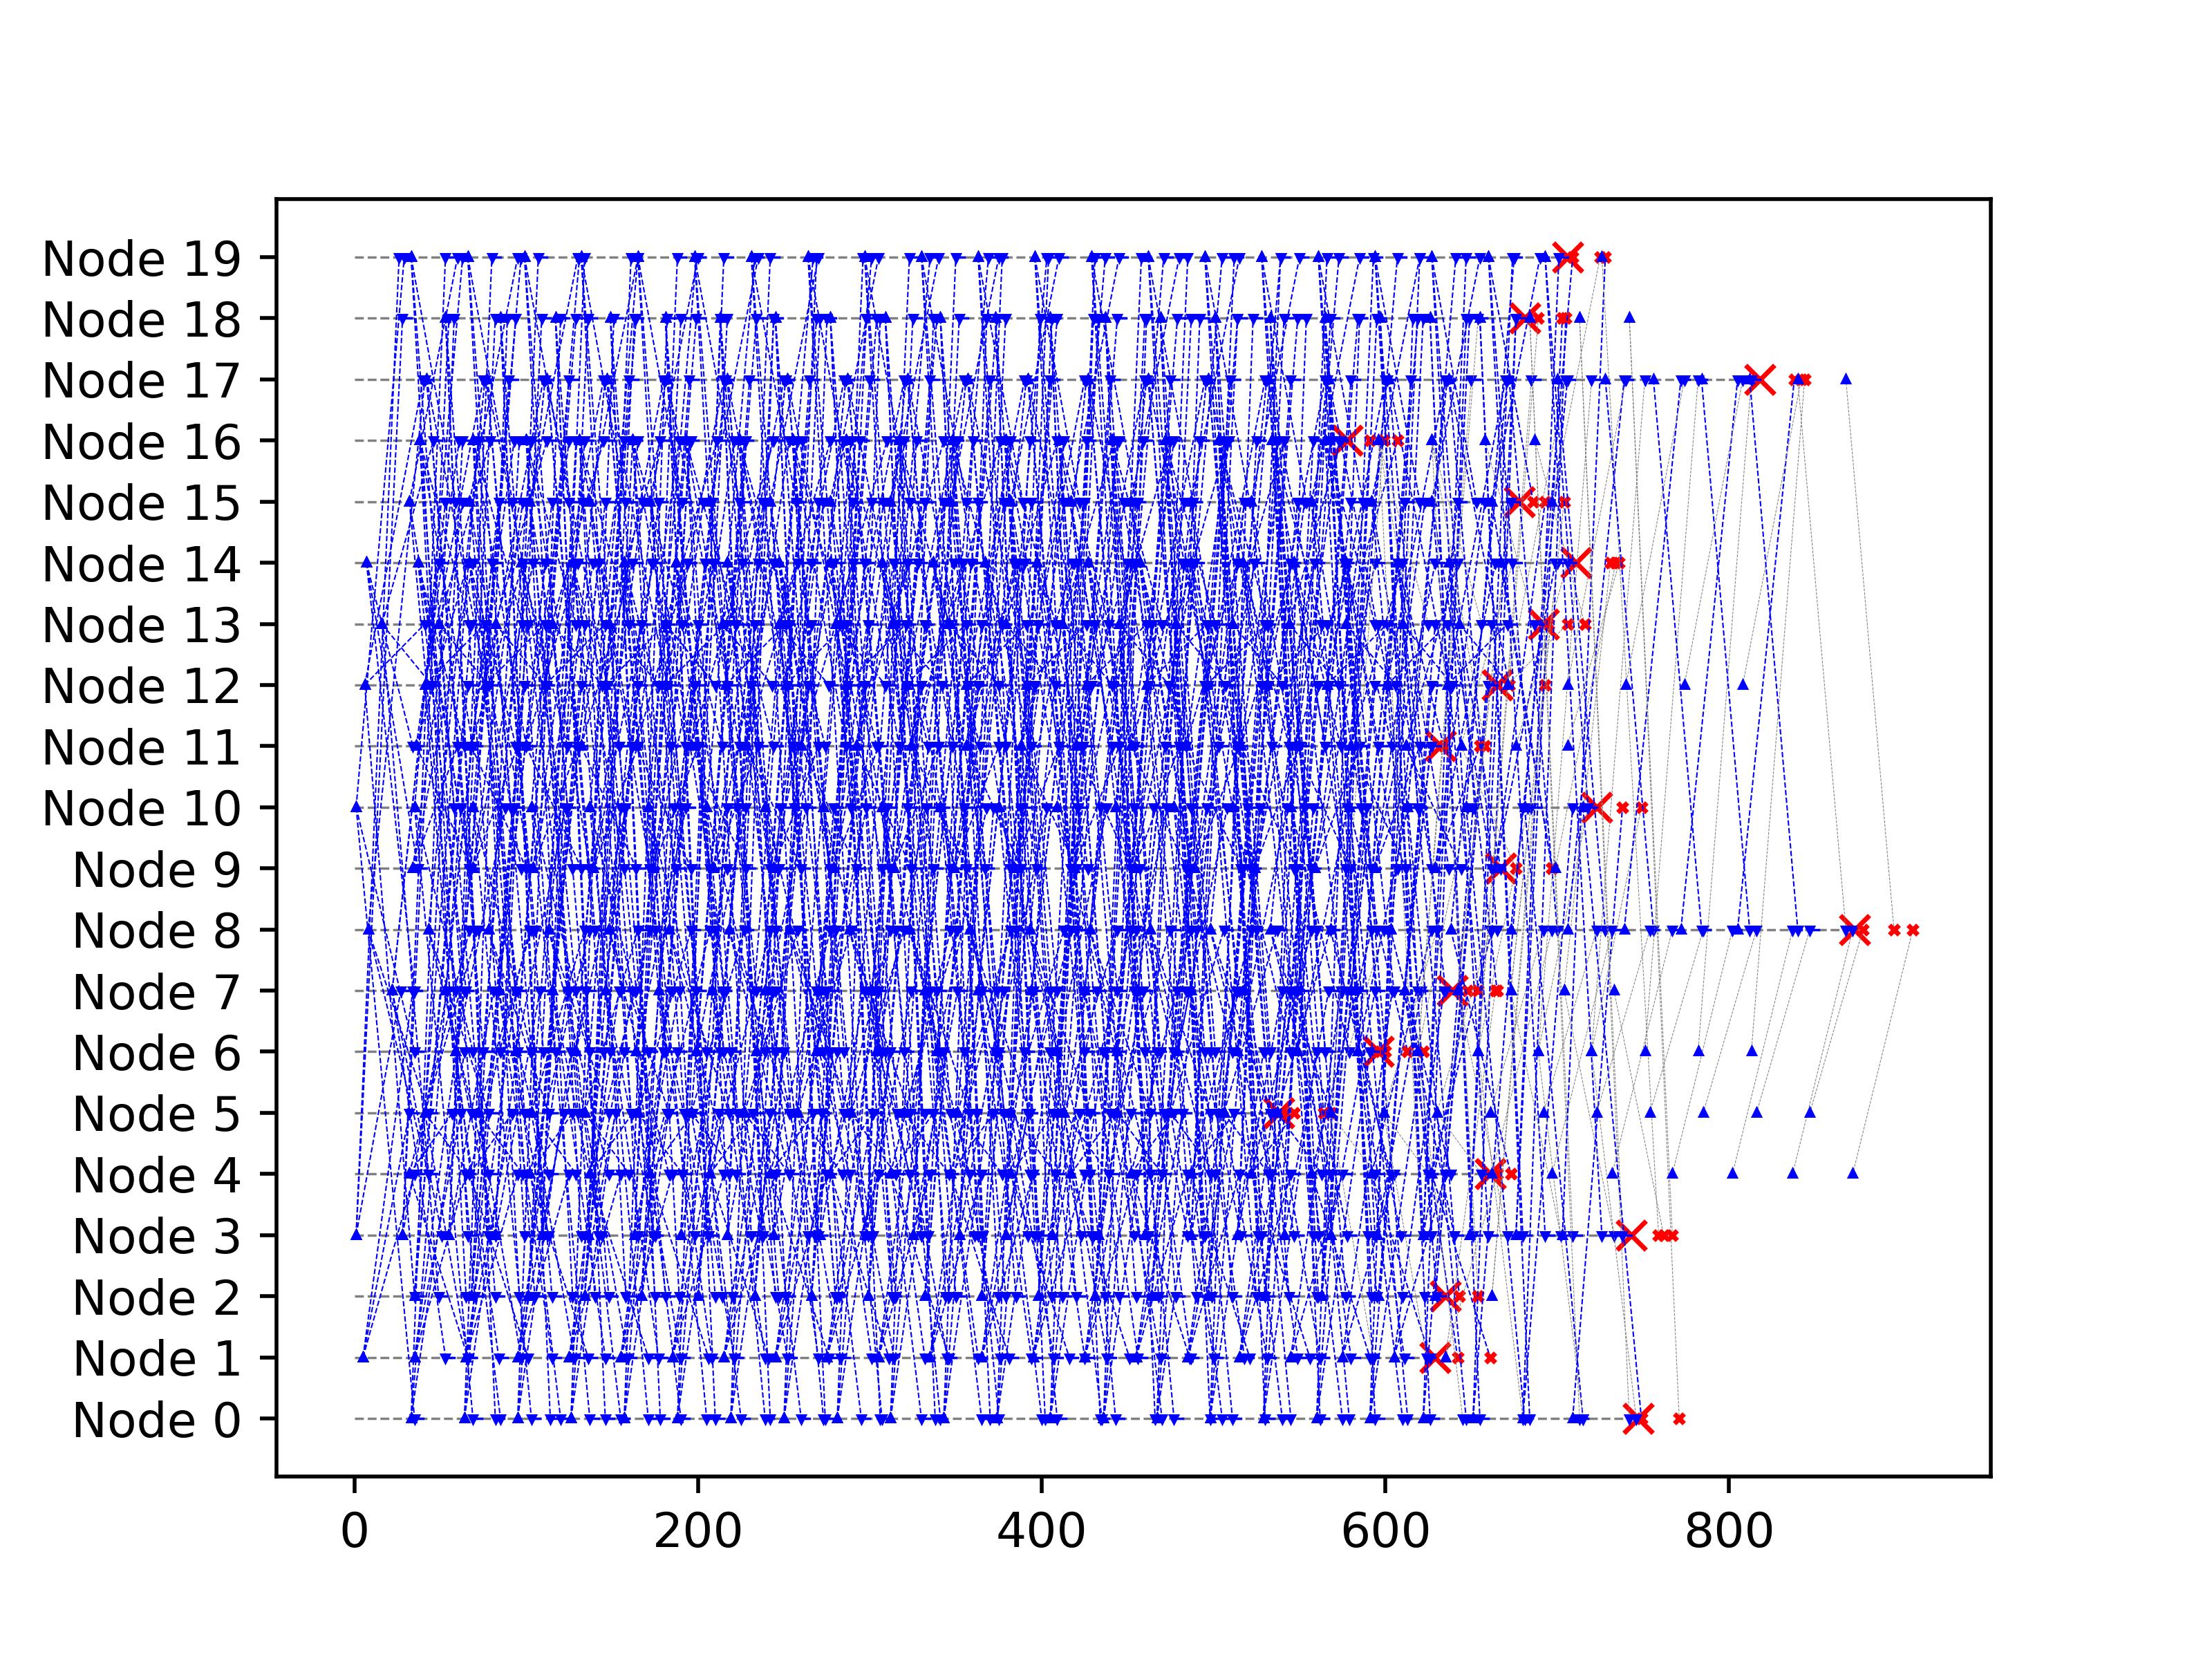 Node 19
Node 18
Node 17
Node 16
Node 15
Node 14
Node 13
Node 12
Node 11
Node 10
Node 9
Node 8
Node 7
Node 6
Node 5
Node 4
Node 3
Node 2
Node 1
Node 0
0 200 400 600 800